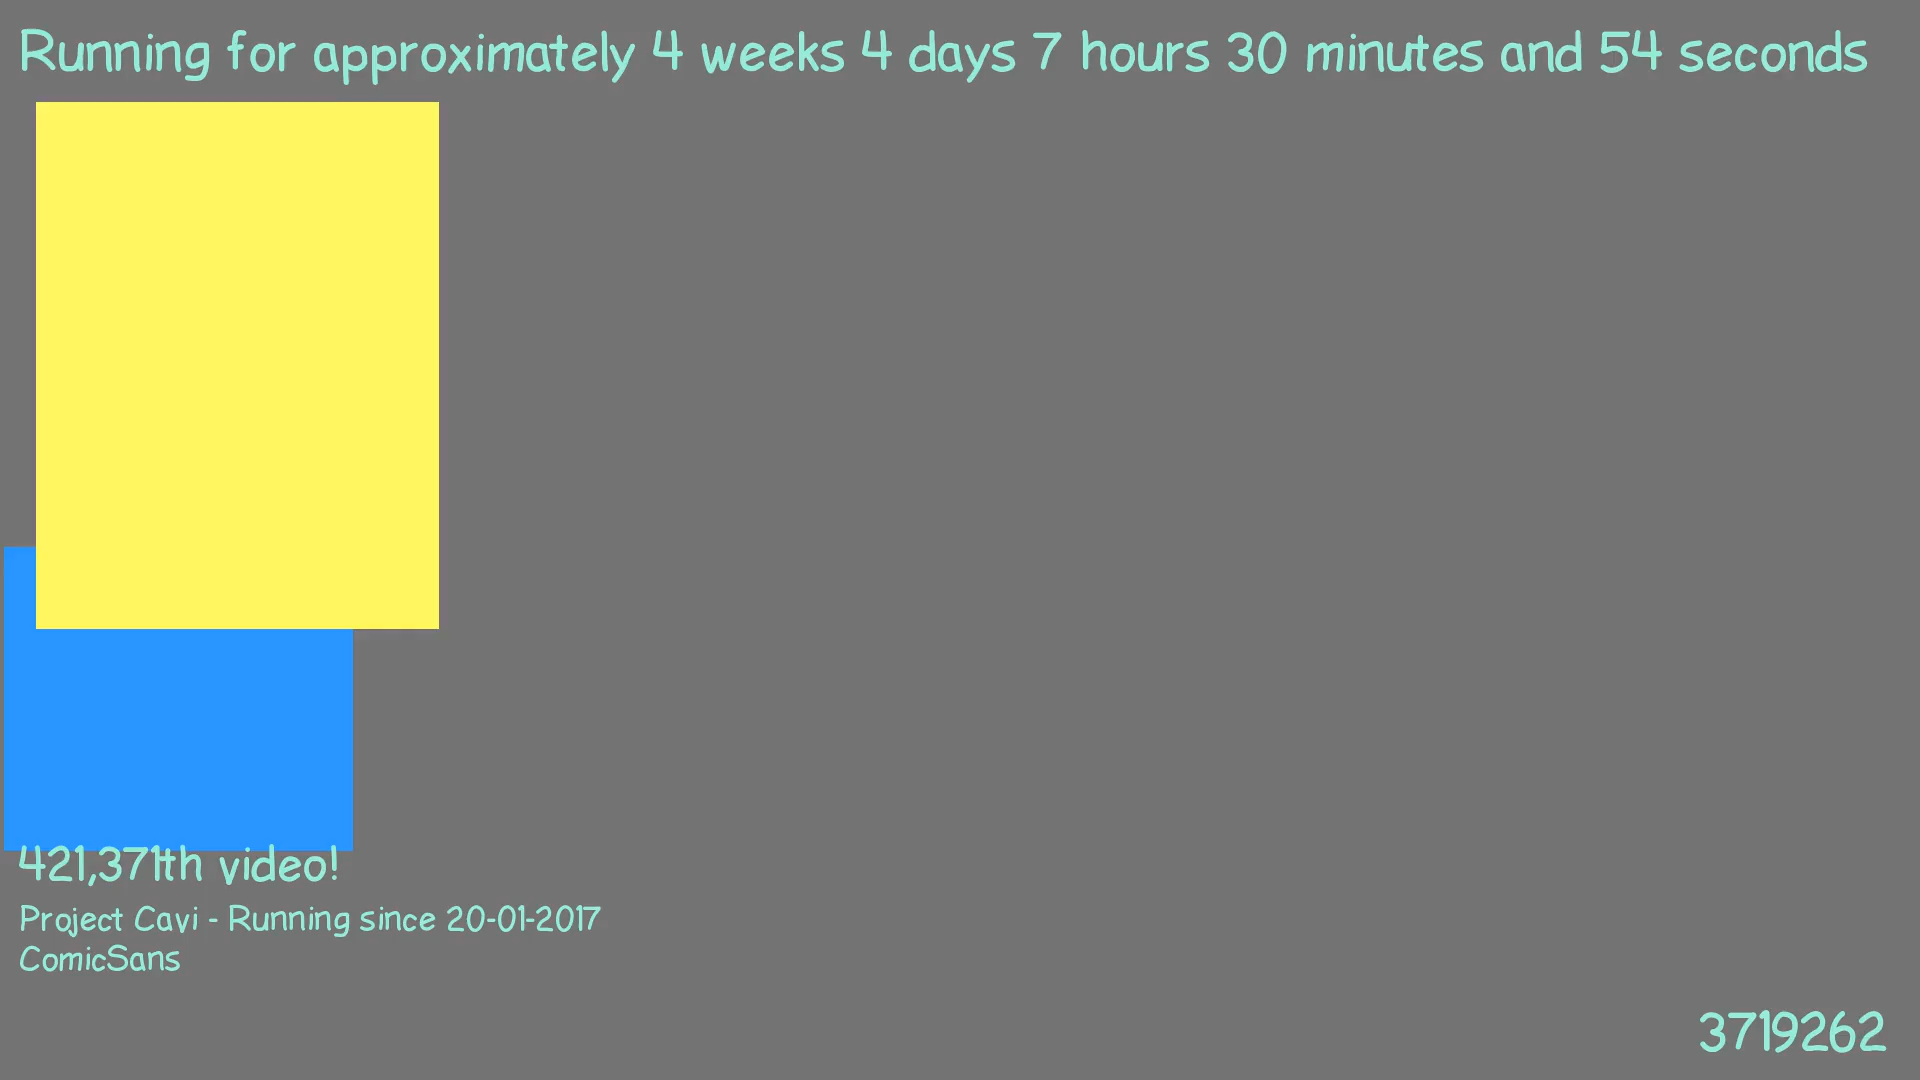 Running for approximately 4 weeks 4 days 7 hours 30 minutes and 54 seconds
421,371th video!
Project Cavi - Running since 20-01-2017
ComicSans
3719262